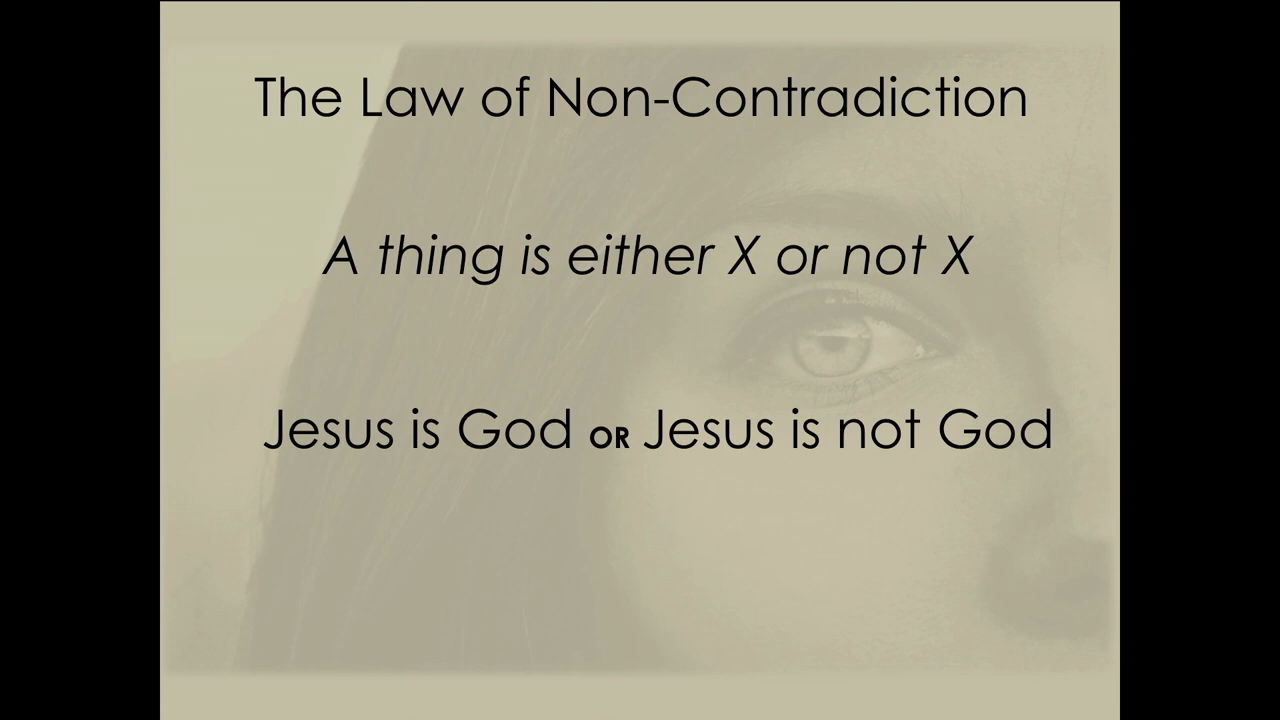 The Law of Non-Contradiction
A thing is either X or not X
Jesus is God OR Jesus is not God